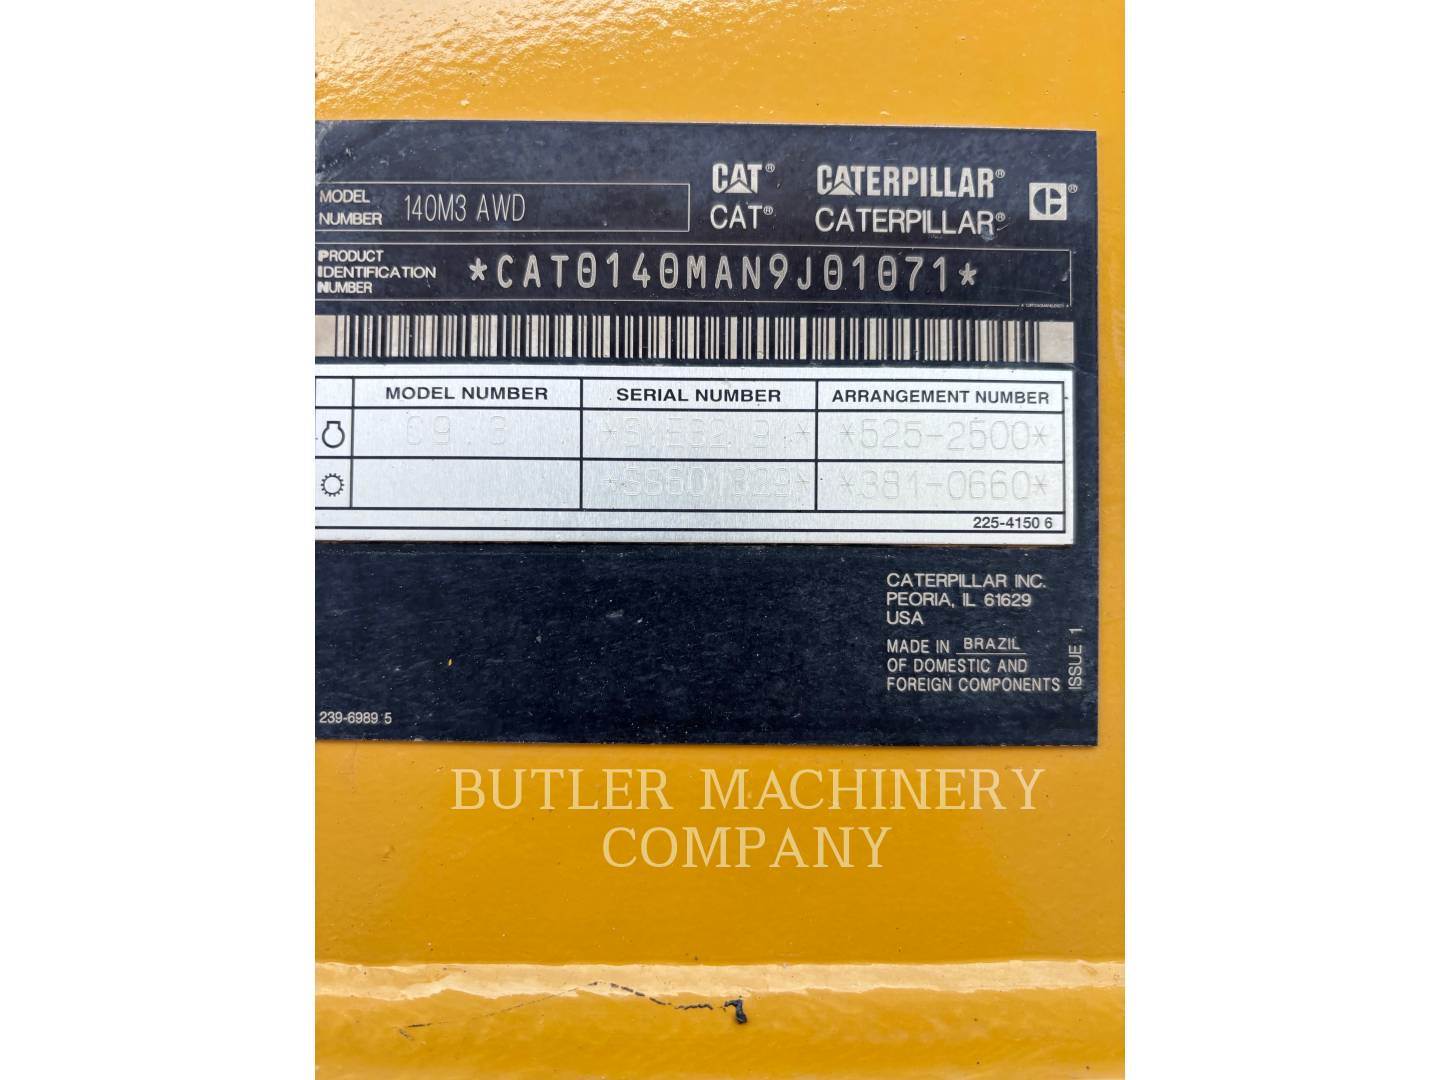 CAT® CATERPILLAR®
MODEL NUMBER 140M3 AWD
CAT® CATERPILLAR®
PRODUCT IDENTIFICATION NUMBER *CAT0140MAN9J01071*
MODEL NUMBER SERIAL NUMBER ARRANGEMENT NUMBER
C9.3 *525-2500*
*381-0660*
225-4150 6
CATERPILLAR INC.
PEORIA, IL 61629
USA
MADE IN BRAZIL
OF DOMESTIC AND
FOREIGN COMPONENTS
ISSUE 1
239-6989 5
BUTLER MACHINERY
COMPANY